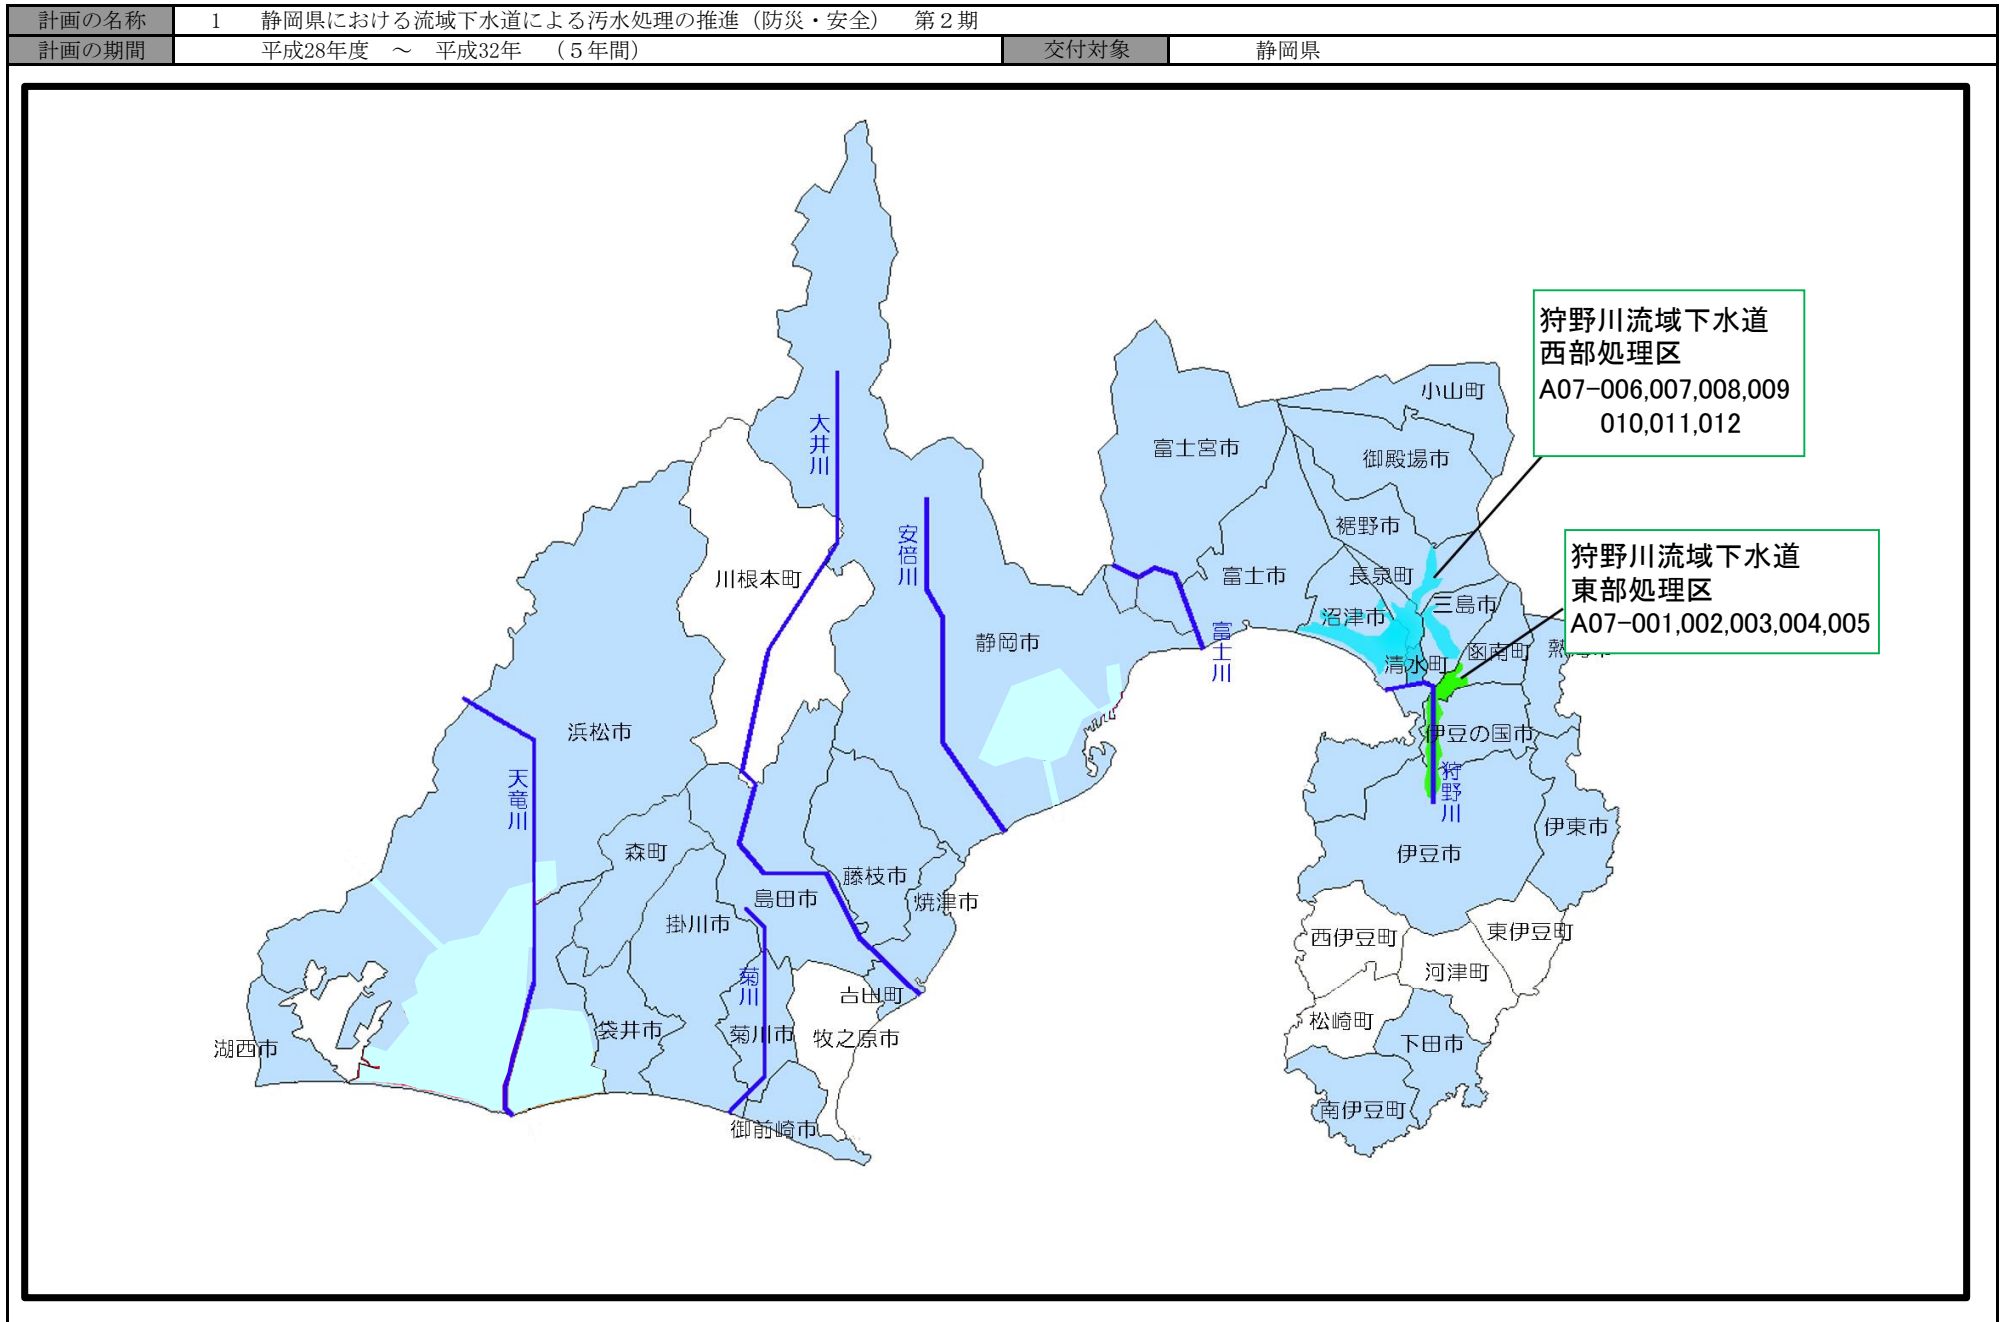 計画の名称 1 静岡県における流域下水道による汚水処理の推進（防災・安全） 第２期
計画の期間 平成28年度 ～ 平成32年 （５年間） 交付対象 静岡県
狩野川流域下水道
西部処理区
A07-006,007,008,009
010,011,012
狩野川流域下水道
東部処理区
A07-001,002,003,004,005
小山町
富士宮市
御殿場市
裾野市
大井川
安倍川
川根本町
富士市
長泉町
三島市
沼津市
静岡市
富士川
清水町
函南町
浜松市
伊豆の国市
天竜川
狩野川
伊東市
伊豆市
森町
藤枝市
島田市
焼津市
掛川市
西伊豆町
東伊豆町
河津町
菊川
吉田町
松崎町
袋井市
菊川市
牧之原市
下田市
湖西市
南伊豆町
御前崎市